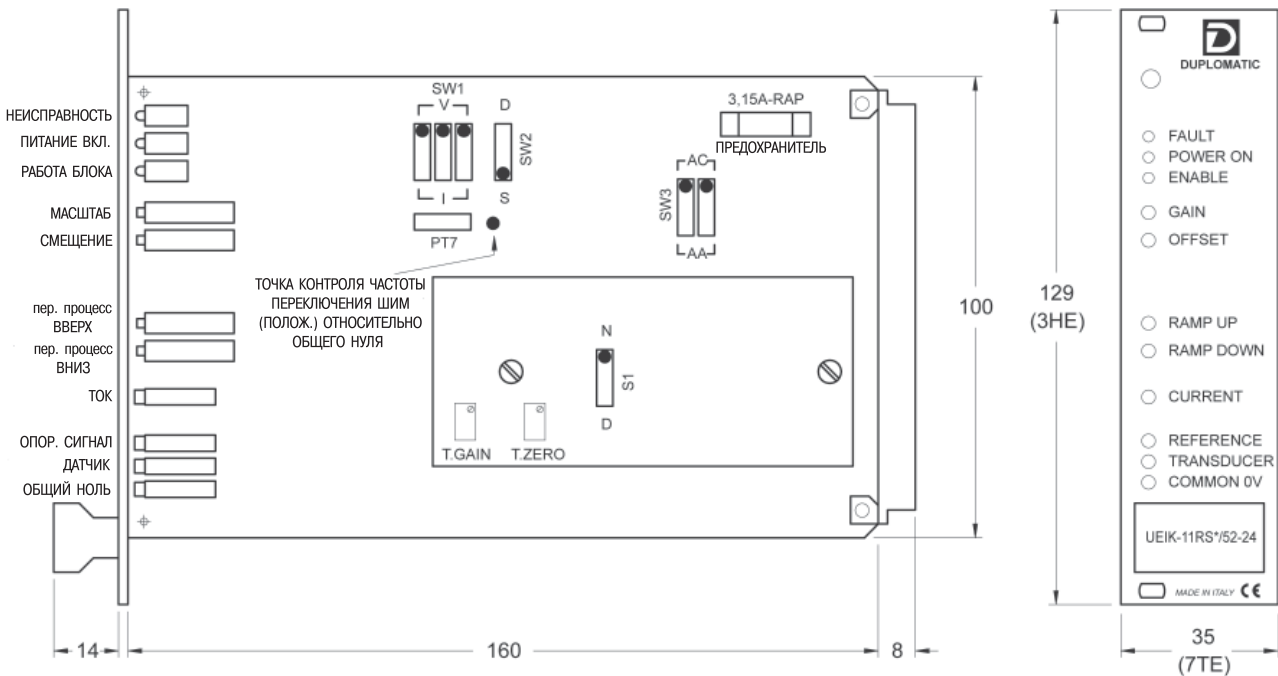 НЕИСПРАВНОСТЬ
ПИТАНИЕ ВКЛ.
РАБОТА БЛОКА
МАСШТАБ
СМЕЩЕНИЕ
пер. процесс
ВВЕРХ
пер. процесс
ВНИЗ
ТОК
ОПОР. СИГНАЛ
ДАТЧИК
ОБЩИЙ НОЛЬ
SW1
V
I
D
SW2
S
PT7
ТОЧКА КОНТРОЛЯ ЧАСТОТЫ
ПЕРЕКЛЮЧЕНИЯ ШИМ
(ПОЛОЖ.) ОТНОСИТЕЛЬНО
ОБЩЕГО НУЛЯ
3,15A-RAP
ПРЕДОХРАНИТЕЛЬ
AC
SW3
AA
N
S1
D
T.GAIN
T.ZERO
14
160
8
100
129
(3HE)
D
DUPLOMATIC
FAULT
POWER ON
ENABLE
GAIN
OFFSET
RAMP UP
RAMP DOWN
CURRENT
REFERENCE
TRANSDUCER
COMMON 0V
UEIK-11RS*/52-24
MADE IN ITALY CE
35
(7TE)